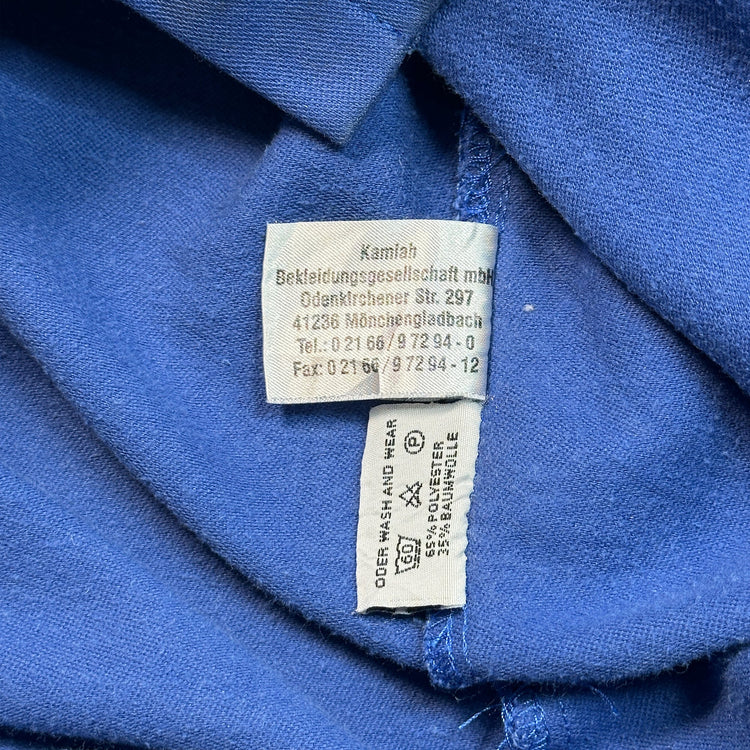 Kamlah
Bekleidungsgesellschaft mbH
Odenkirchener Str. 297
41236 Mönchengladbach
Tel.: 0 21 66 / 9 72 94 - 0
Fax: 0 21 66 / 9 72 94 - 12
ODER WASH AND WEAR
60
P
65% POLYESTER
35% BAUMWOLLE